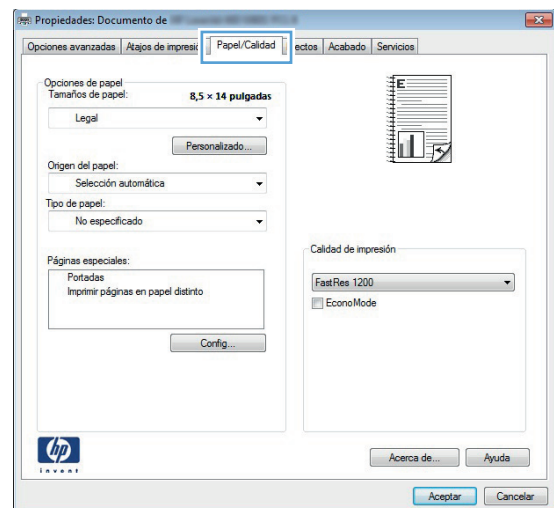 Propiedades: Documento de
Opciones avanzadas Atajos de impresió Papel/Calidad ectos Acabado Servicios
Opciones de papel
Tamaños de papel: 8,5 × 14 pulgadas
Legal
Personalizado...
Origen del papel:
Selección automática
Tipo de papel:
No especificado
Páginas especiales:
Portadas
Imprimir páginas en papel distinto
Config...
E
Calidad de impresión
FastRes 1200
EconoMode
hp
invent
Acerca de... Ayuda
Aceptar Cancelar